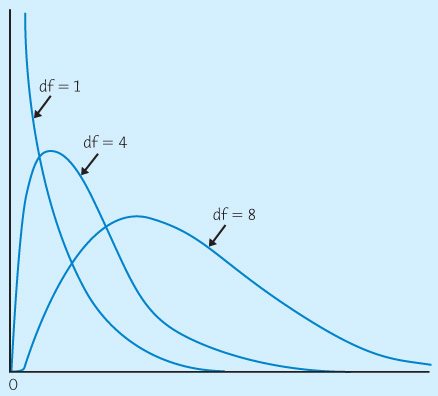 df = 1
df = 4
df = 8
0